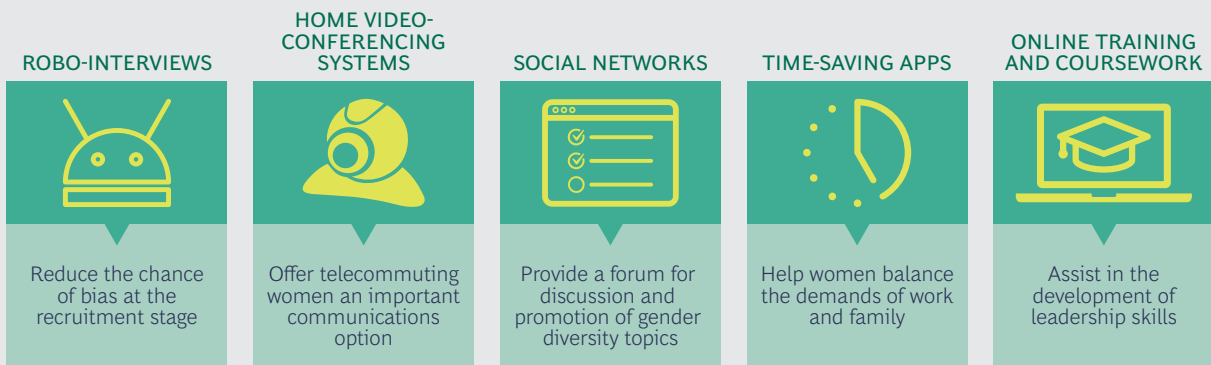 ROBO-INTERVIEWS
Reduce the chance
of bias at the
recruitment stage
HOME VIDEO-
CONFERENCING
SYSTEMS
Offer telecommuting
women an important
communications
option
SOCIAL NETWORKS
Provide a forum for
discussion and
promotion of gender
diversity topics
TIME-SAVING APPS
Help women balance
the demands of work
and family
ONLINE TRAINING
AND COURSEWORK
Assist in the
development of
leadership skills